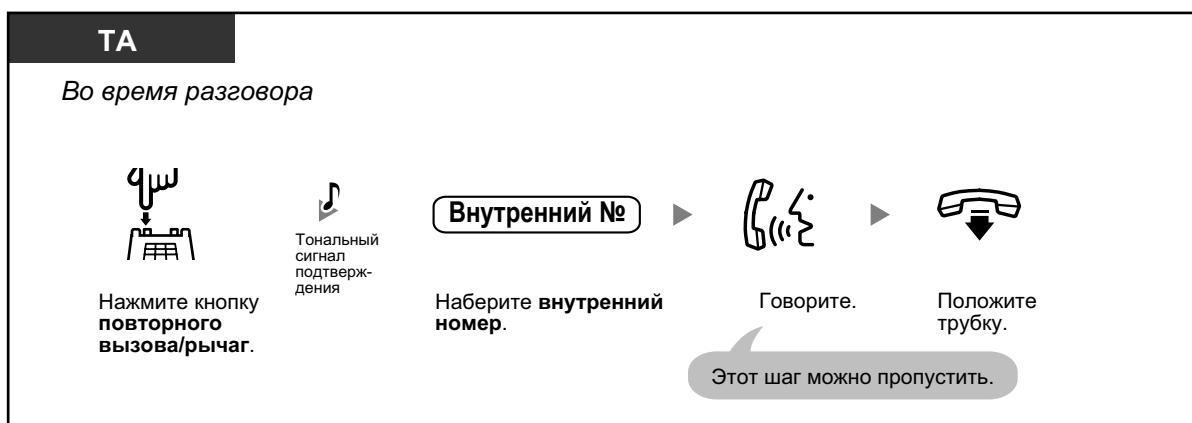 ТА
Во время разговора
Тональный
сигнал
подтверж-
дения
Внутренний №
Нажмите кнопку
повторного
вызова/рычаг.
Наберите внутренний
номер.
Говорите.
Положите
трубку.
Этот шаг можно пропустить.